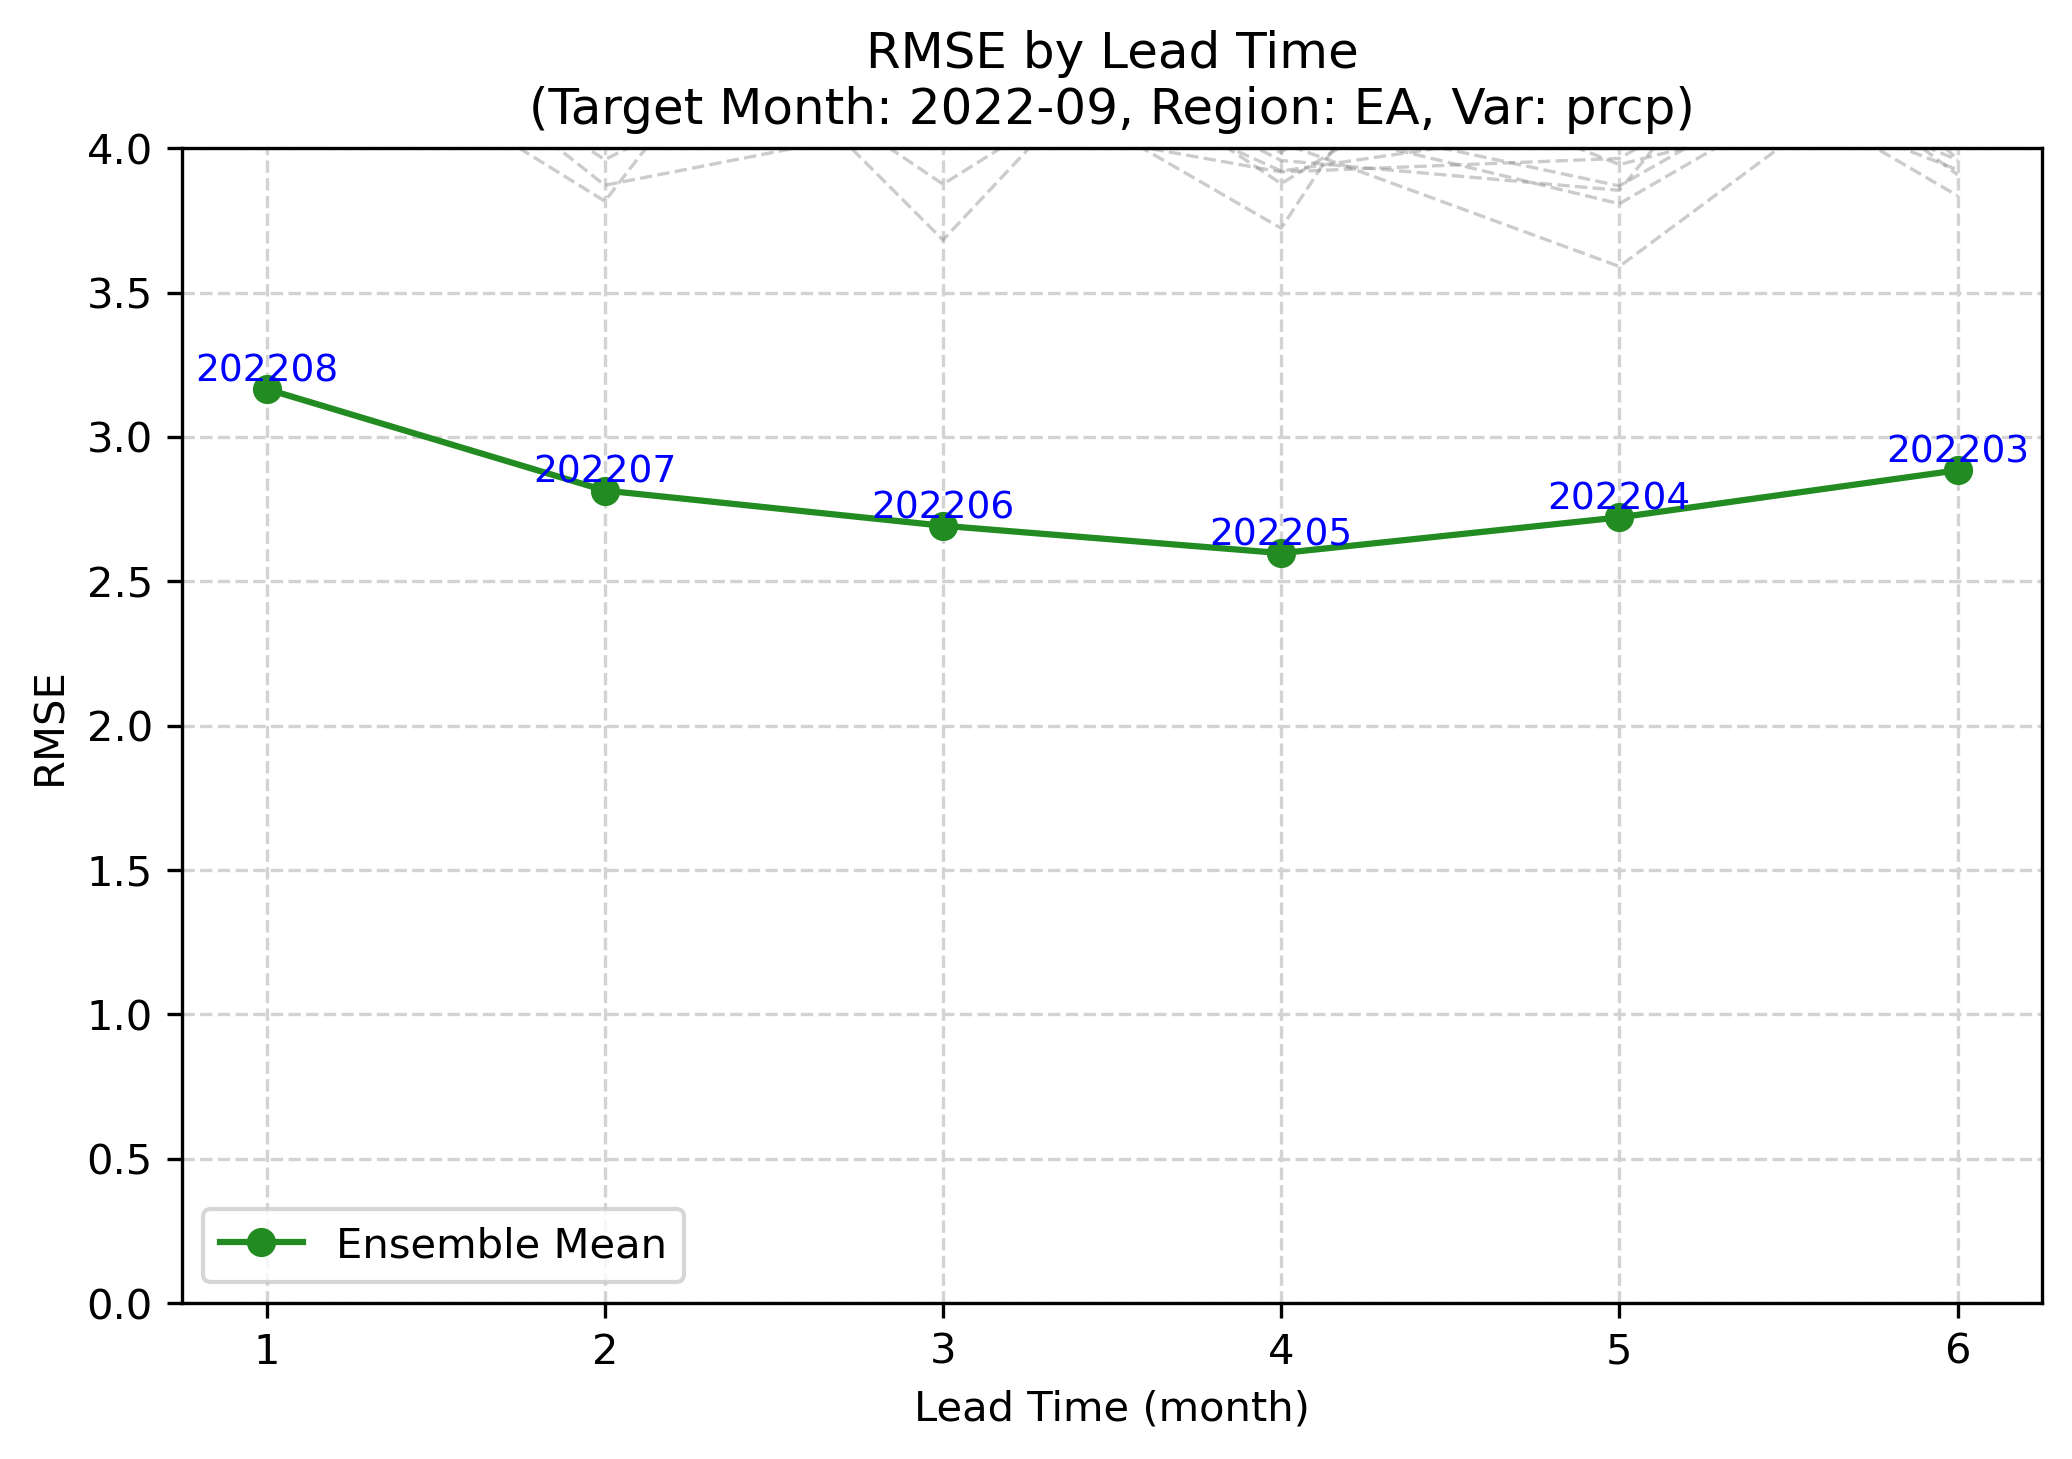 RMSE by Lead Time
(Target Month: 2022-09, Region: EA, Var: prcp)
4.0
3.5
3.0
2.5
2.0
1.5
1.0
0.5
0.0
RMSE
202208
202207
202206
202205
202204
202203
Ensemble Mean
1 2 3 4 5 6
Lead Time (month)